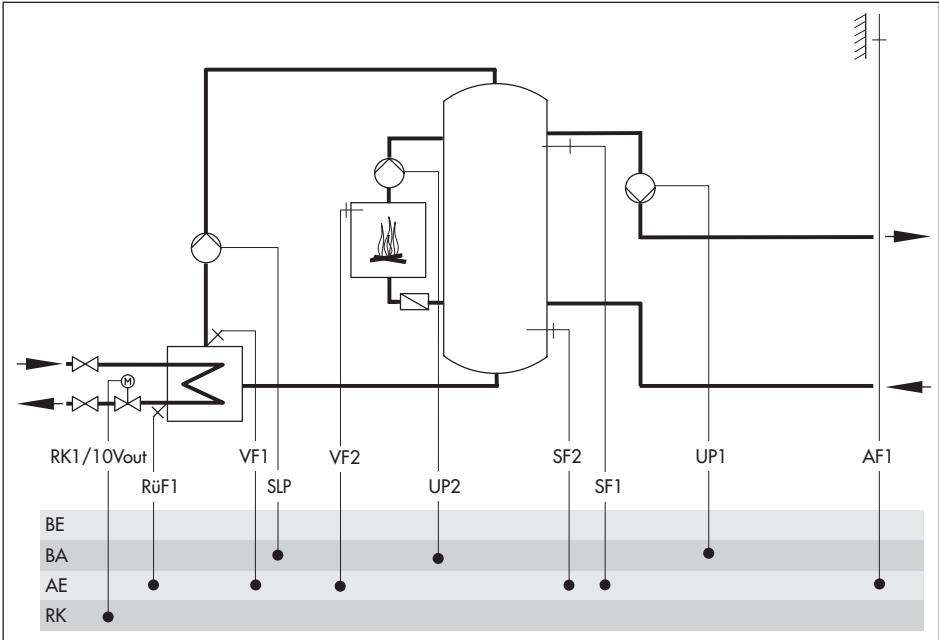 M
RK1/10Vout VF1 VF2 SF2 UP1 AF1
RüF1 SLP UP2 SF1
BE
BA
AE
RK